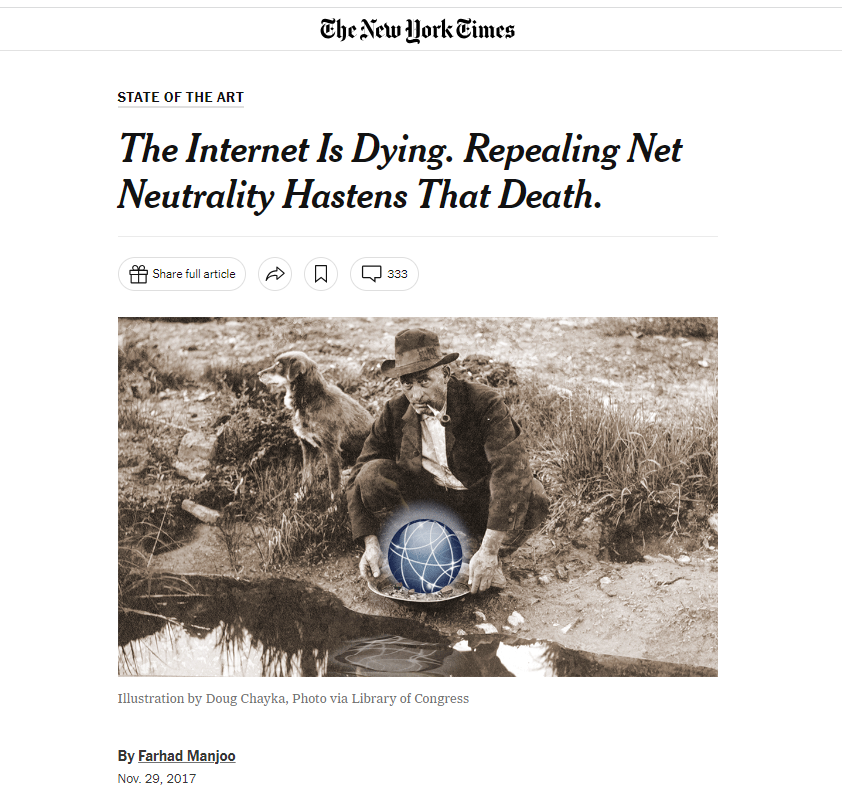 The New York Times
STATE OF THE ART
The Internet Is Dying. Repealing Net
Neutrality Hastens That Death.
Share full article
333
Illustration by Doug Chayka, Photo via Library of Congress
By Farhad Manjoo
Nov. 29, 2017